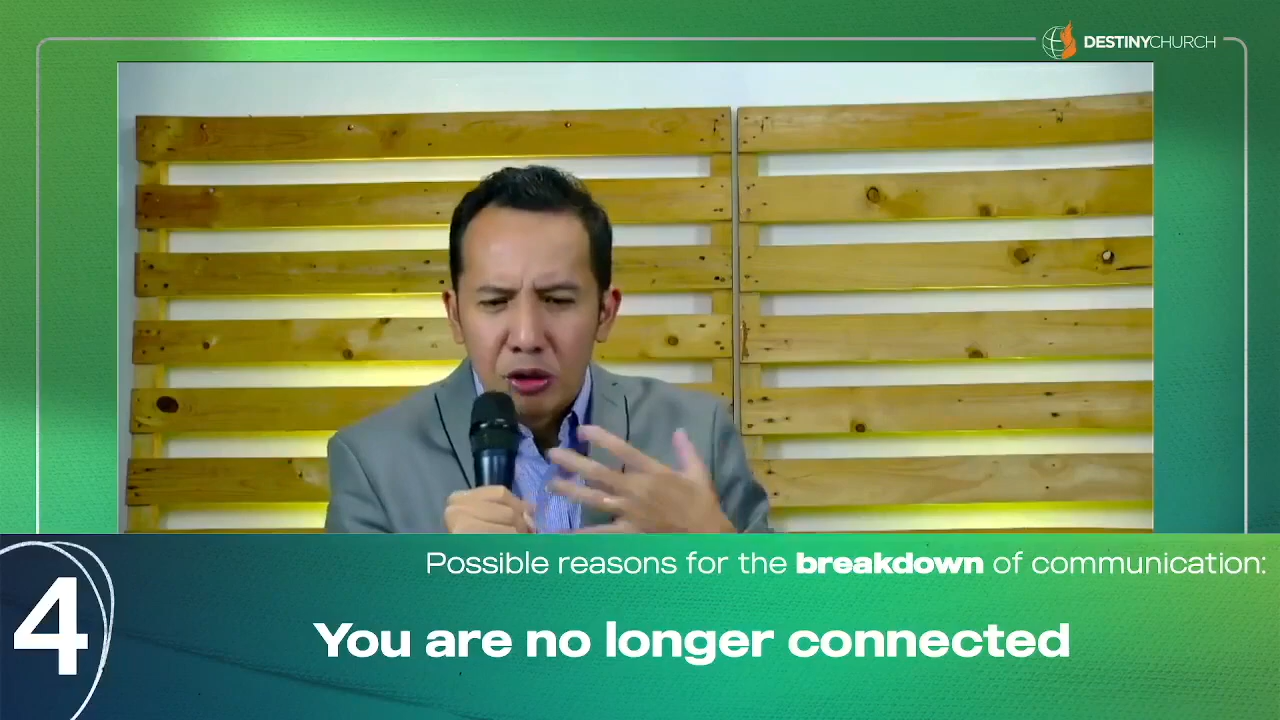 DESTINYCHURCH
Possible reasons for the breakdown of communication:
4
You are no longer connected